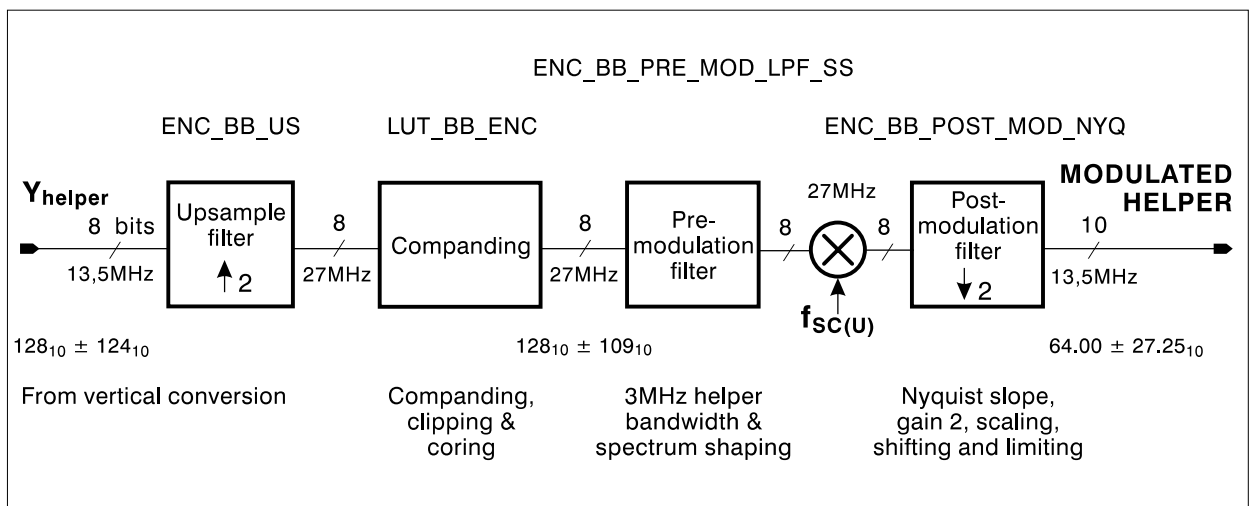 ENC_BB_PRE_MOD_LPF_SS
ENC_BB_US
LUT_BB_ENC
ENC_BB_POST_MOD_NYQ
Yhelper
8 bits
13,5MHz
Upsample
filter
2
8
27MHz
Companding
8
27MHz
Pre-
modulation
filter
8
27MHz
fSC(U)
8
Post-
modulation
filter
2
MODULATED
HELPER
10
13,5MHz
128₁₀ ± 124₁₀
128₁₀ ± 109₁₀
64.00 ± 27.25₁₀
From vertical conversion
Companding,
clipping &
coring
3MHz helper
bandwidth &
spectrum shaping
Nyquist slope,
gain 2, scaling,
shifting and limiting